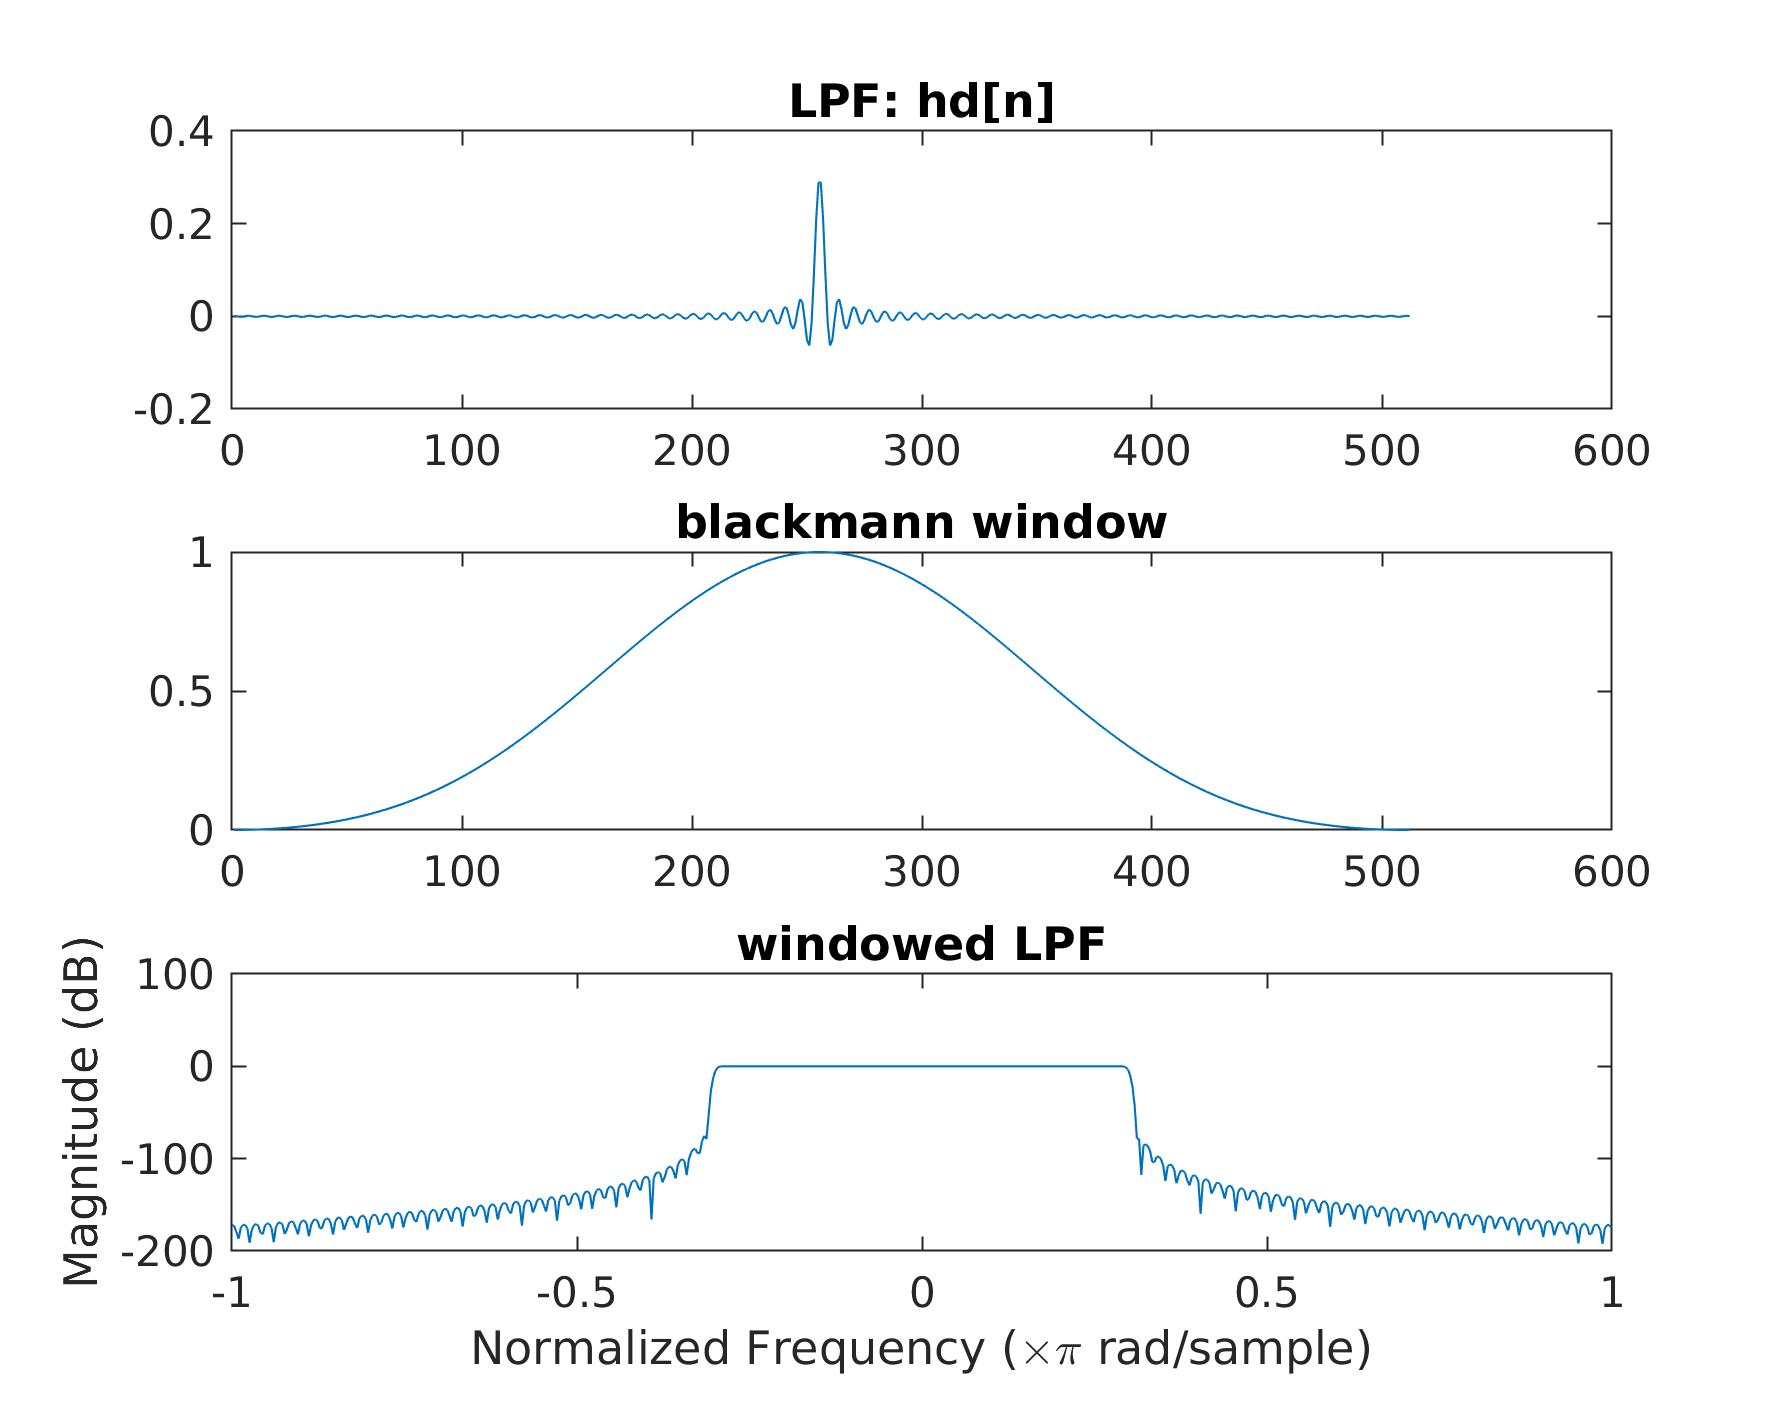 LPF: hd[n]
0.4
0.2
0
-0.2
0 100 200 300 400 500 600
blackmann window
1
0.5
0
0 100 200 300 400 500 600
windowed LPF
Magnitude (dB)
100
0
-100
-200
-1 -0.5 0 0.5 1
Normalized Frequency (×π rad/sample)